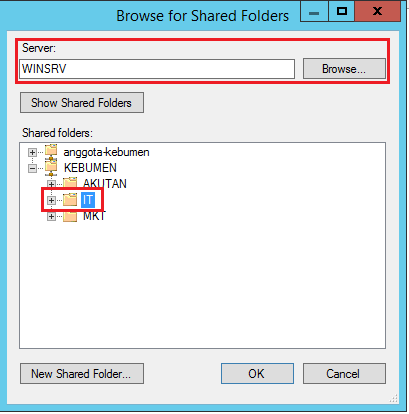 Browse for Shared Folders
Server:
WINSRV
Browse...
Show Shared Folders
Shared folders:
anggota-kebumen
KEBUMEN
AKUTAN
IT
MKT
New Shared Folder...
OK
Cancel